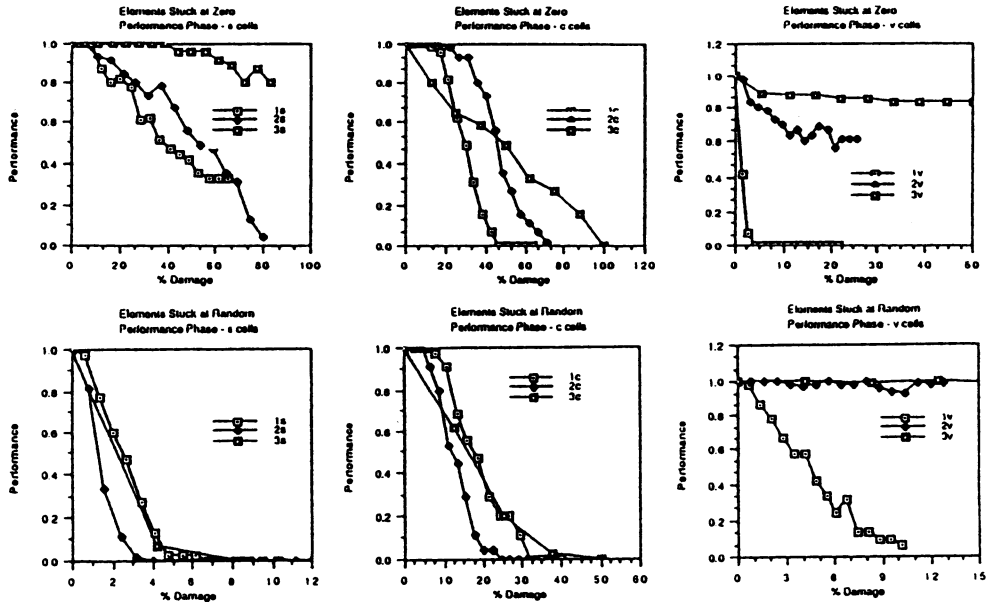 Elements Stuck at Zero
Performance Phase - s cells
Performance
1.0
0.8
0.6
0.4
0.2
0.0
1s
2s
3s
0 20 40 60 80 100
% Damage
Elements Stuck at Zero
Performance Phase - c cells
Performance
1.0
0.8
0.6
0.4
0.2
0.0
1c
2c
3c
0 20 40 60 80 100 120
% Damage
Elements Stuck at Zero
Performance Phase - v cells
Performance
1.2
1.0
0.8
0.6
0.4
0.2
0.0
1v
2v
3v
0 10 20 30 40 50
% Damage
Elements Stuck at Random
Performance Phase - s cells
Performance
1.0
0.8
0.6
0.4
0.2
0.0
1s
2s
3s
0 2 4 6 8 10 12
% Damage
Elements Stuck at Random
Performance Phase - c cells
Performance
1.0
0.8
0.6
0.4
0.2
0.0
1c
2c
3c
0 10 20 30 40 50 60
% Damage
Elements Stuck at Random
Performance Phase - v cells
Performance
1.2
1.0
0.8
0.6
0.4
0.2
0.0
1v
2v
3v
0 3 6 9 12 15
% Damage